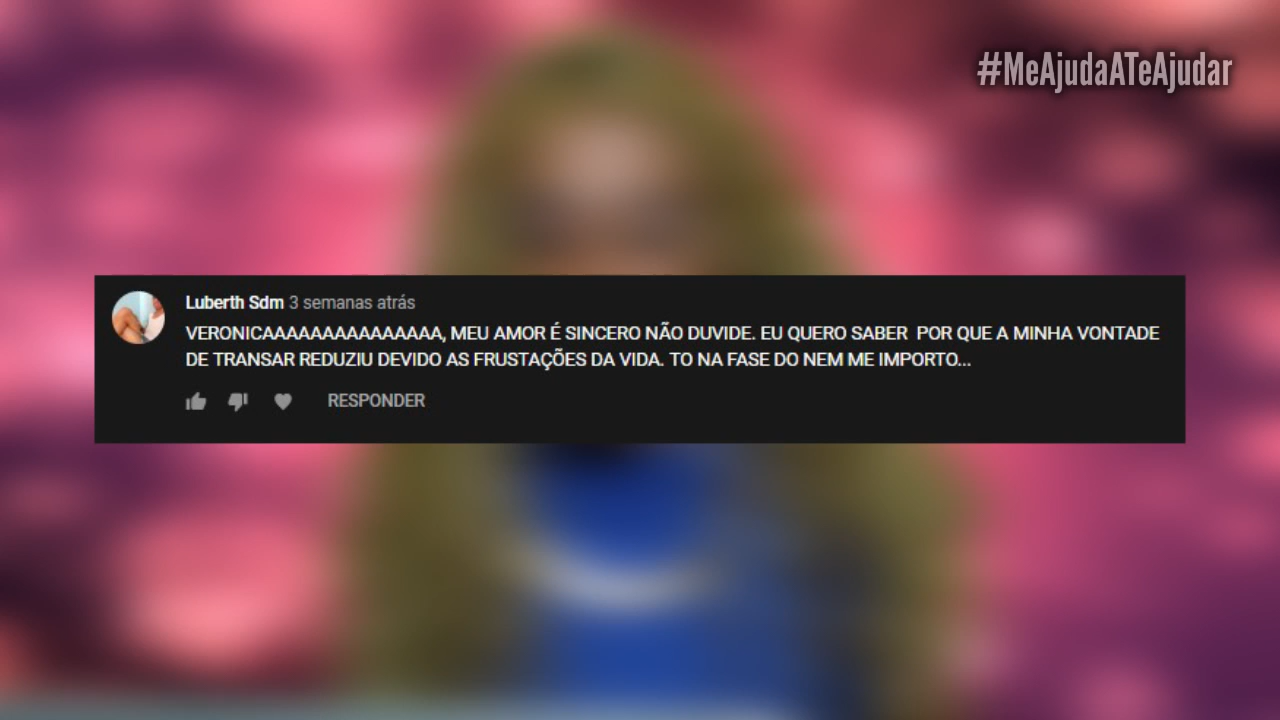 #MeAjudaATeAjudar
Luberth Sdm 3 semanas atrás
VERONICAAAAAAAAAAAAAAA, MEU AMOR É SINCERO NÃO DUVIDE. EU QUERO SABER POR QUE A MINHA VONTADE
DE TRANSAR REDUZIU DEVIDO AS FRUSTAÇÕES DA VIDA. TO NA FASE DO NEM ME IMPORTO...
RESPONDER